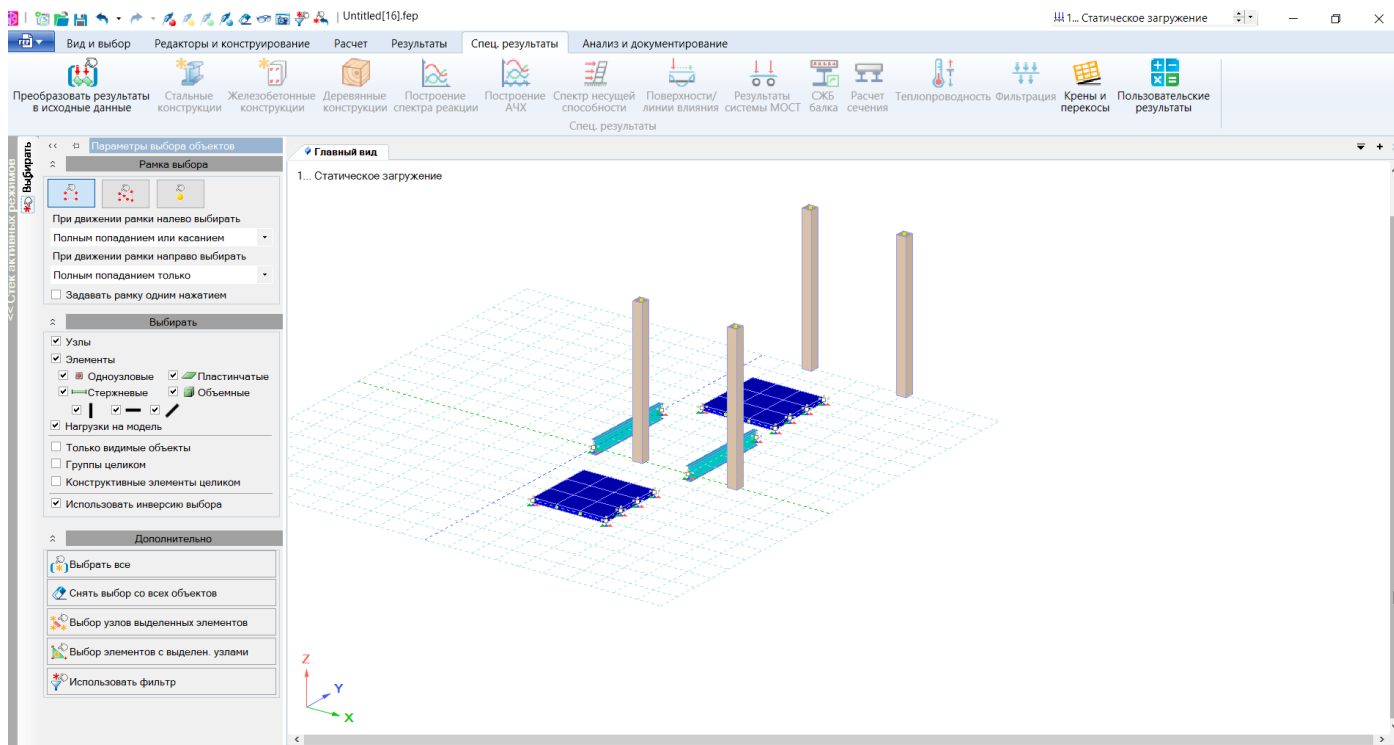 Untitled[16].fep
1... Статическое загружение
Вид и выбор
Редакторы и конструирование
Расчет
Результаты
Спец. результаты
Анализ и документирование
Преобразовать результаты
в исходные данные
Стальные
конструкции
Железобетонные
конструкции
Деревянные
конструкции
Построение
спектра реакции
Построение
АЧХ
Спектр несущей
способности
Поверхности/
линии влияния
Результаты
системы МОСТ
СЖБ
балка
Расчет
сечения
Теплопроводность
Фильтрация
Крены и
перекосы
Пользовательские
результаты
Спец. результаты
<< Стек активных режимов
Выбирать
Параметры выбора объектов
Рамка выбора
При движении рамки налево выбирать
Полным попаданием или касанием
При движении рамки направо выбирать
Полным попаданием только
Задавать рамку одним нажатием
Выбирать
Узлы
Элементы
Одноузловые
Пластинчатые
Стержневые
Объемные
Нагрузки на модель
Только видимые объекты
Группы целиком
Конструктивные элементы целиком
Использовать инверсию выбора
Дополнительно
Выбрать все
Снять выбор со всех объектов
Выбор узлов выделенных элементов
Выбор элементов с выделен. узлами
Использовать фильтр
Главный вид
1... Статическое загружение
Z
Y
X